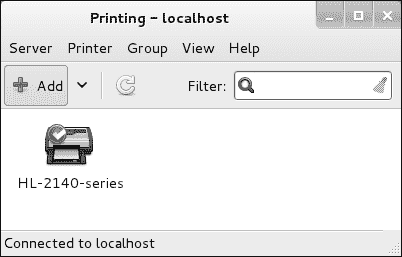 Printing – localhost
Server Printer Group View Help
Add Filter:
HL-2140-series
Connected to localhost